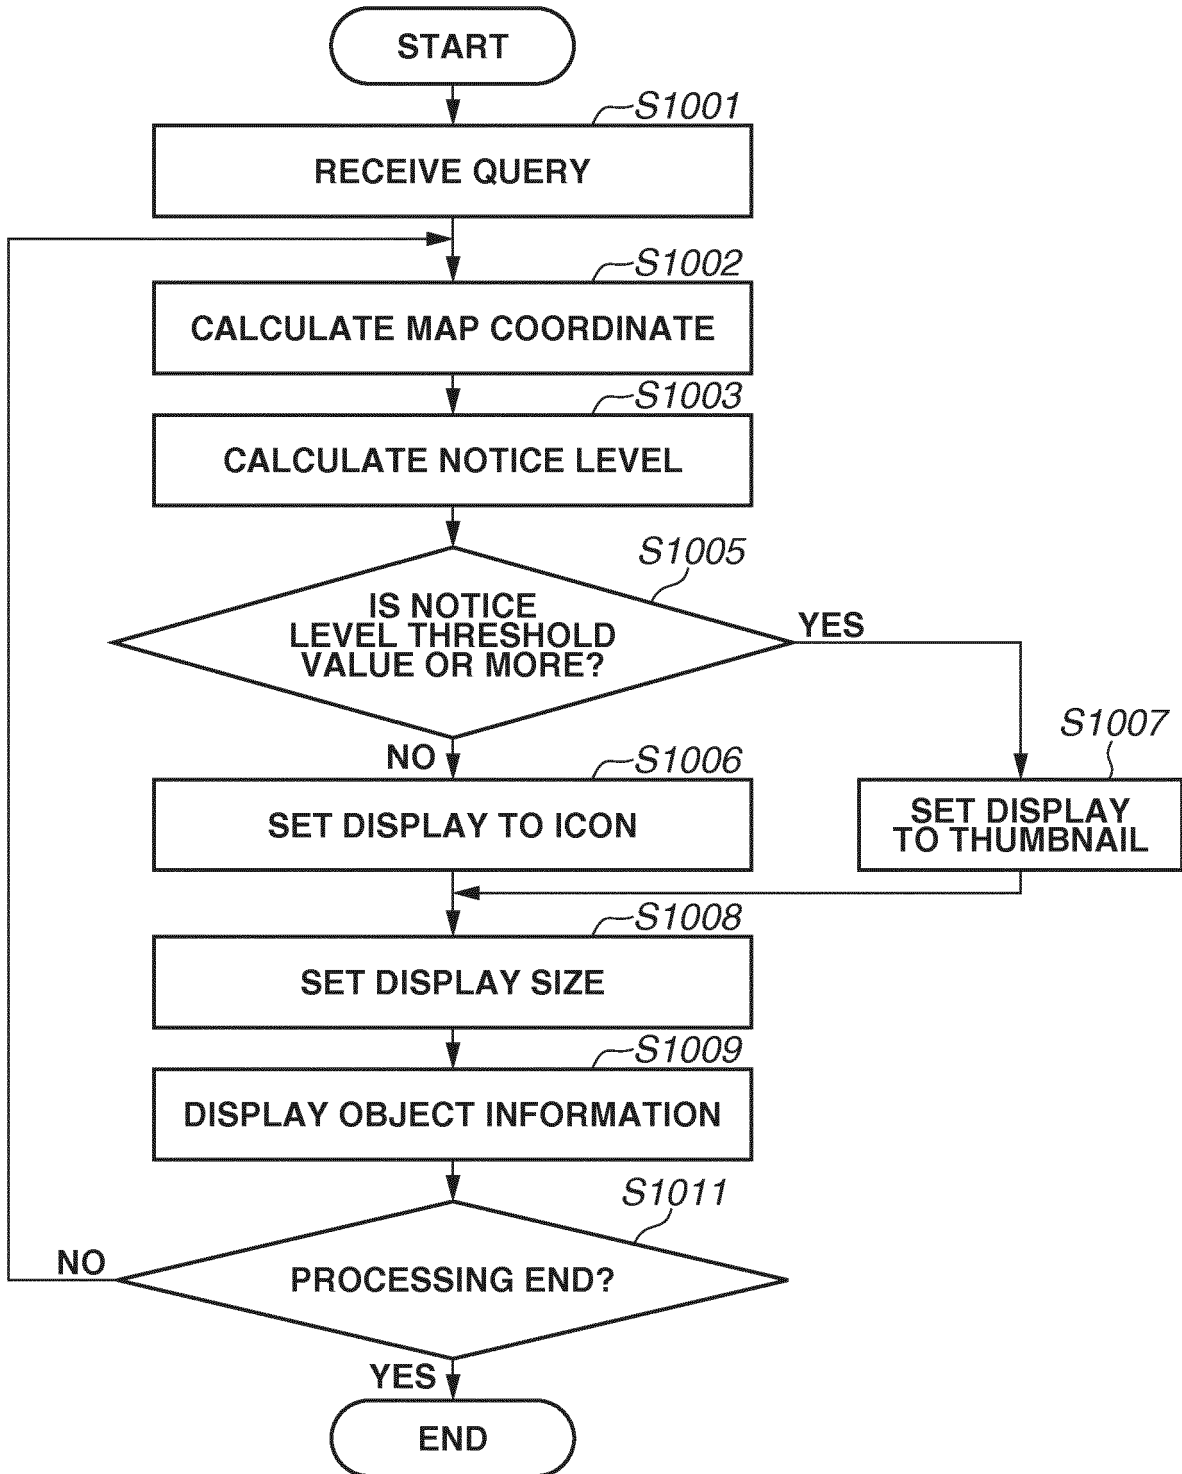 START
S1001
RECEIVE QUERY
S1002
CALCULATE MAP COORDINATE
S1003
CALCULATE NOTICE LEVEL
S1005
IS NOTICE
LEVEL THRESHOLD
VALUE OR MORE?
YES
NO
S1006
SET DISPLAY TO ICON
S1007
SET DISPLAY
TO THUMBNAIL
S1008
SET DISPLAY SIZE
S1009
DISPLAY OBJECT INFORMATION
S1011
PROCESSING END?
NO
YES
END